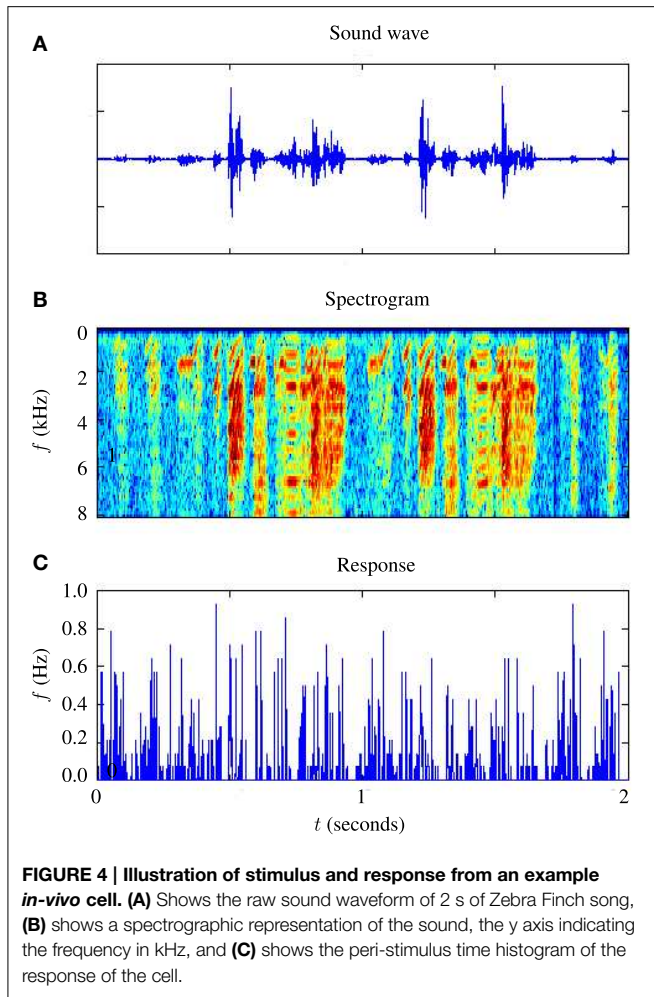 A
Sound wave
B
Spectrogram
0
2
4
6
8
f (kHz)
1
C
Response
1.0
0.8
0.6
0.4
0.2
0.0
f (Hz)
0
0
1
2
t (seconds)
FIGURE 4 | Illustration of stimulus and response from an example
in-vivo cell. (A) Shows the raw sound waveform of 2 s of Zebra Finch song,
(B) shows a spectrographic representation of the sound, the y axis indicating
the frequency in kHz, and (C) shows the peri-stimulus time histogram of the
response of the cell.